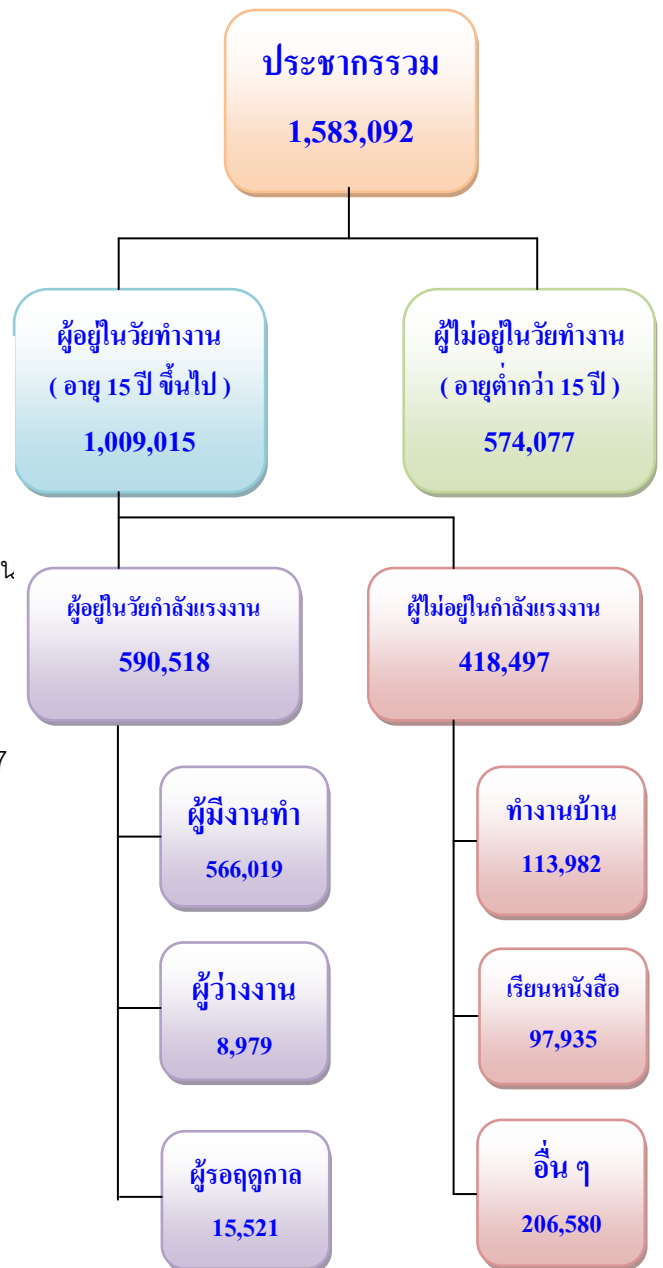 ประชากรรวม
1,583,092
ผู้อยู่ในวัยทำงาน
( อายุ 15 ปี ขึ้นไป )
1,009,015
ผู้ไม่อยู่ในวัยทำงาน
( อายุต่ำกว่า 15 ปี )
574,077
น
ผู้อยู่ในวัยกำลังแรงงาน
590,518
ผู้ไม่อยู่ในกำลังแรงงาน
418,497
7
ผู้มีงานทำ
566,019
ทำงานบ้าน
113,982
ผู้ว่างงาน
8,979
เรียนหนังสือ
97,935
ผู้รอฤดูกาล
15,521
อื่น ๆ
206,580